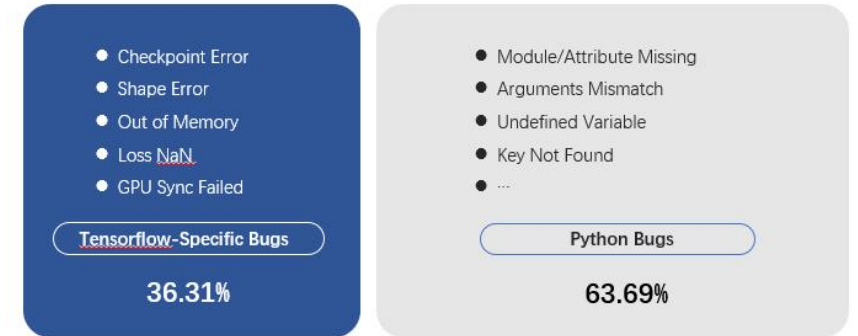 Checkpoint Error
Shape Error
Out of Memory
Loss NaN
GPU Sync Failed
Tensorflow-Specific Bugs
36.31%
Module/Attribute Missing
Arguments Mismatch
Undefined Variable
Key Not Found
...
Python Bugs
63.69%